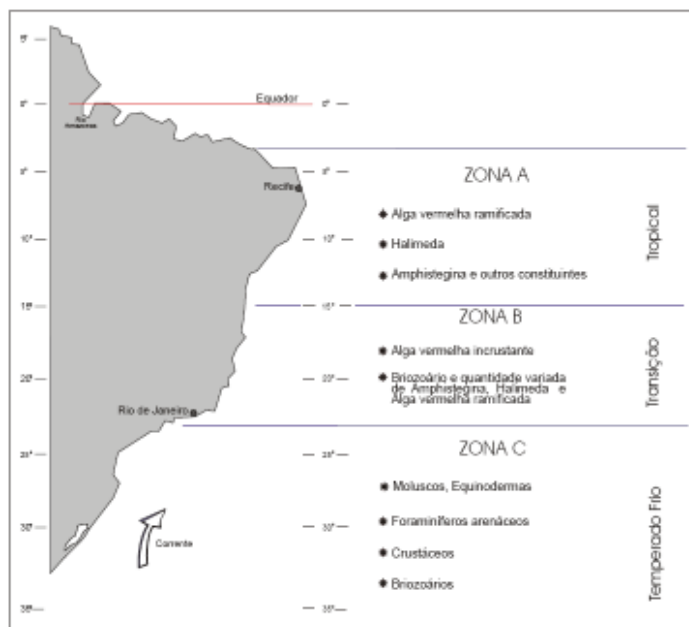 5°
Equador
0°
0°
Rio
Amazonas
ZONA A
5°
5°
Recife
Alga vermelha ramificada
Tropical
10°
10°
Halimeda
Amphistegina e outros constituintes
15°
15°
ZONA B
Alga vermelha incrustante
Transição
20°
20°
Briozoário e quantidade variada
de Amphistegina, Halimeda e
Alga vermelha ramificada
Rio de Janeiro
25°
25°
ZONA C
Moluscos, Equinodermas
Foraminíferos arenáceos
30°
30°
Corrente
Crustáceos
Briozoários
Temperado Frio
35°
35°